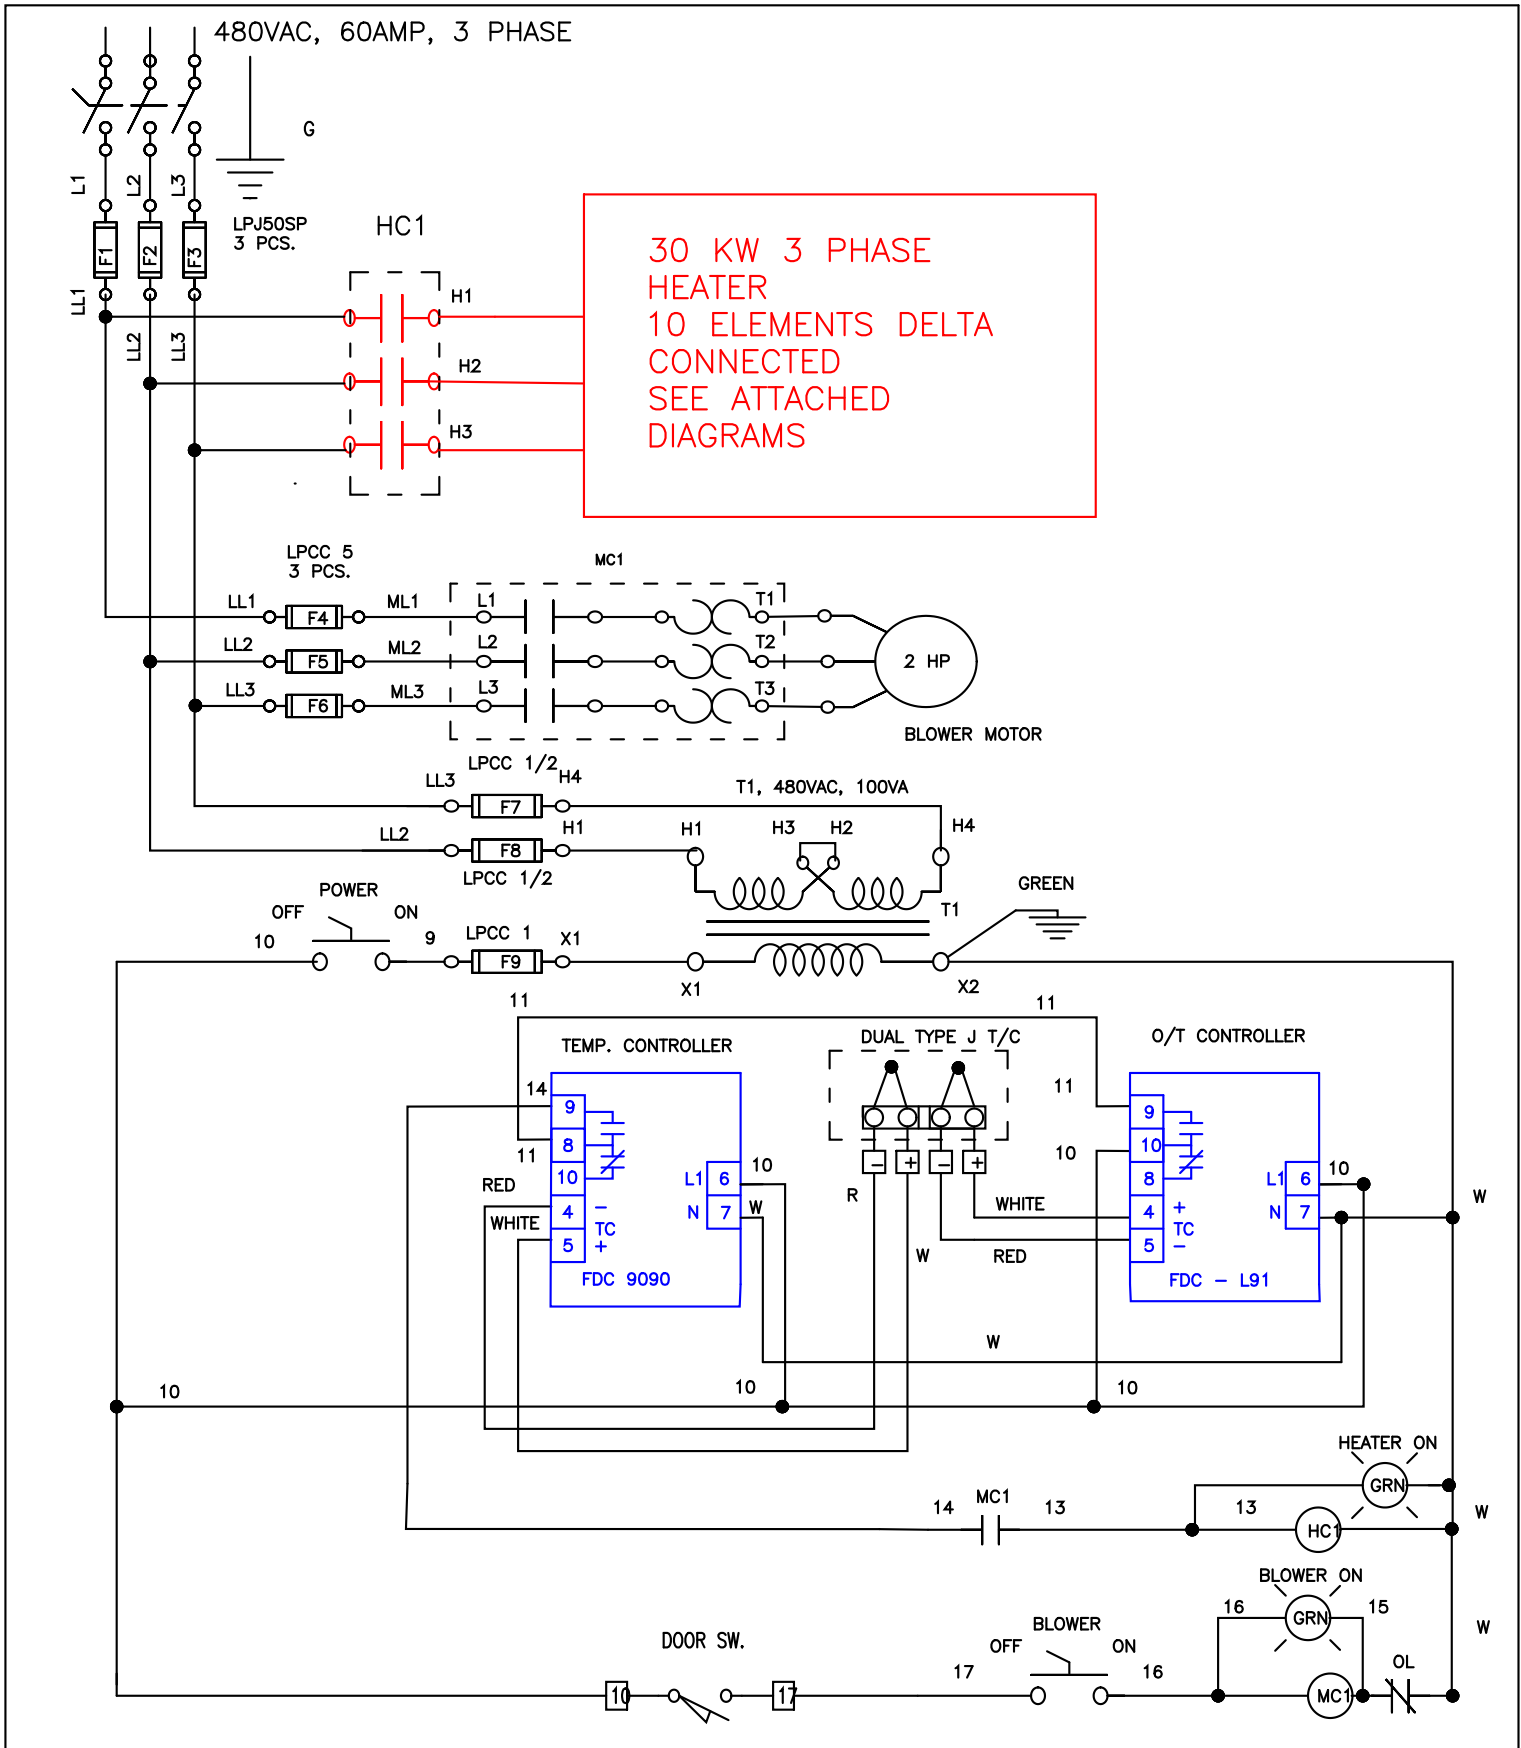 480VAC, 60AMP, 3 PHASE
G
L1
L2
L3
LPJ50SP
3 PCS.
F1
F2
F3
HC1
LL1
LL2
LL3
H1
H2
H3
30 KW 3 PHASE
HEATER
10 ELEMENTS DELTA
CONNECTED
SEE ATTACHED
DIAGRAMS
LPCC 5
3 PCS.
MC1
LL1
F4
ML1
L1
T1
LL2
F5
ML2
L2
T2
2 HP
LL3
F6
ML3
L3
T3
BLOWER MOTOR
LPCC 1/2
LL3
H4
F7
T1, 480VAC, 100VA
LL2
F8
H1
H1
H3
H2
H4
LPCC 1/2
POWER
OFF
ON
GREEN
T1
10
9
LPCC 1
X1
F9
X1
X2
11
11
TEMP. CONTROLLER
DUAL TYPE J T/C
O/T CONTROLLER
14
9
8
11
10
RED
4
-
WHITE
TC
5
+
L1
6
10
N
7
W
FDC 9090
-
+
-
+
R
W
WHITE
RED
11
9
10
10
8
4
+
TC
5
-
L1
6
10
N
7
FDC - L91
W
W
10
10
10
HEATER ON
GRN
14
MC1
13
13
HC1
W
BLOWER ON
16
GRN
15
W
DOOR SW.
BLOWER
OFF
ON
10
17
17
16
MC1
OL